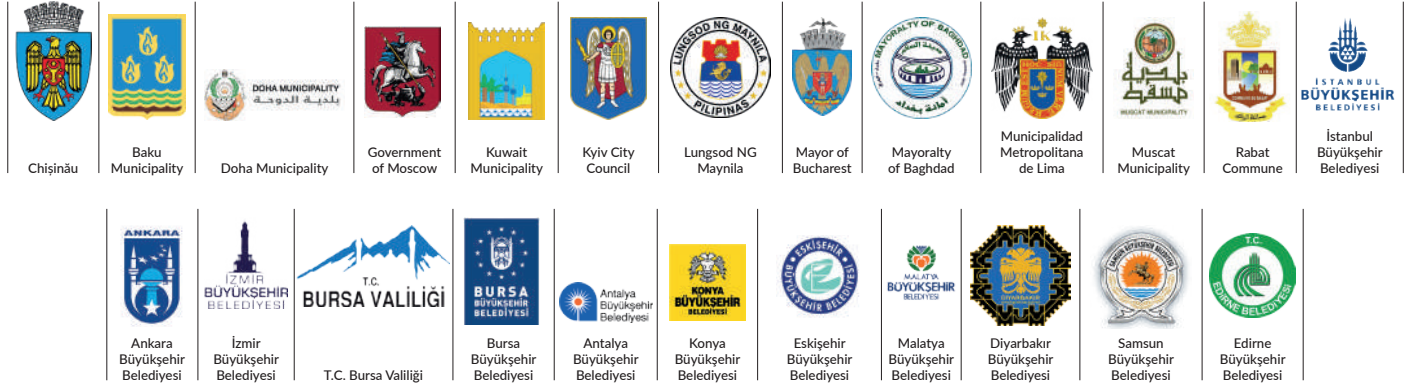 DOHA MUNICIPALITY
بلدية الدوحة
LUNGSOD NG MAYNILA
PILIPINAS
MAYORALTY OF BAGHDAD
أمانة بغداد
IK
بلدية مسقط
MUSCAT MUNICIPALITY
İSTANBUL
BÜYÜKŞEHİR
BELEDİYESİ
Chișinău
Baku
Municipality
Doha Municipality
Government
of Moscow
Kuwait
Municipality
Kyiv City
Council
Lungsod NG
Maynila
Mayor of
Bucharest
Mayoralty
of Baghdad
Municipalidad
Metropolitana
de Lima
Muscat
Municipality
Rabat
Commune
İstanbul
Büyükşehir
Belediyesi
ANKARA
İZMİR
BÜYÜKŞEHİR
BELEDİYESİ
T.C.
BURSA VALİLİĞİ
BURSA
BÜYÜKŞEHİR
BELEDİYESİ
Antalya
Büyükşehir
Belediyesi
KONYA
BÜYÜKŞEHİR
BELEDİYESİ
ESKİŞEHİR
BÜYÜKŞEHİR BELEDİYESİ
MALATYA
BÜYÜKŞEHİR
BELEDİYESİ
DİYARBAKIR
SAMSUN BÜYÜKŞEHİR BELEDİYESİ
T.C.
EDİRNE BELEDİYESİ
Ankara
Büyükşehir
Belediyesi
İzmir
Büyükşehir
Belediyesi
T.C. Bursa Valiliği
Bursa
Büyükşehir
Belediyesi
Antalya
Büyükşehir
Belediyesi
Konya
Büyükşehir
Belediyesi
Eskişehir
Büyükşehir
Belediyesi
Malatya
Büyükşehir
Belediyesi
Diyarbakır
Büyükşehir
Belediyesi
Samsun
Büyükşehir
Belediyesi
Edirne
Büyükşehir
Belediyesi